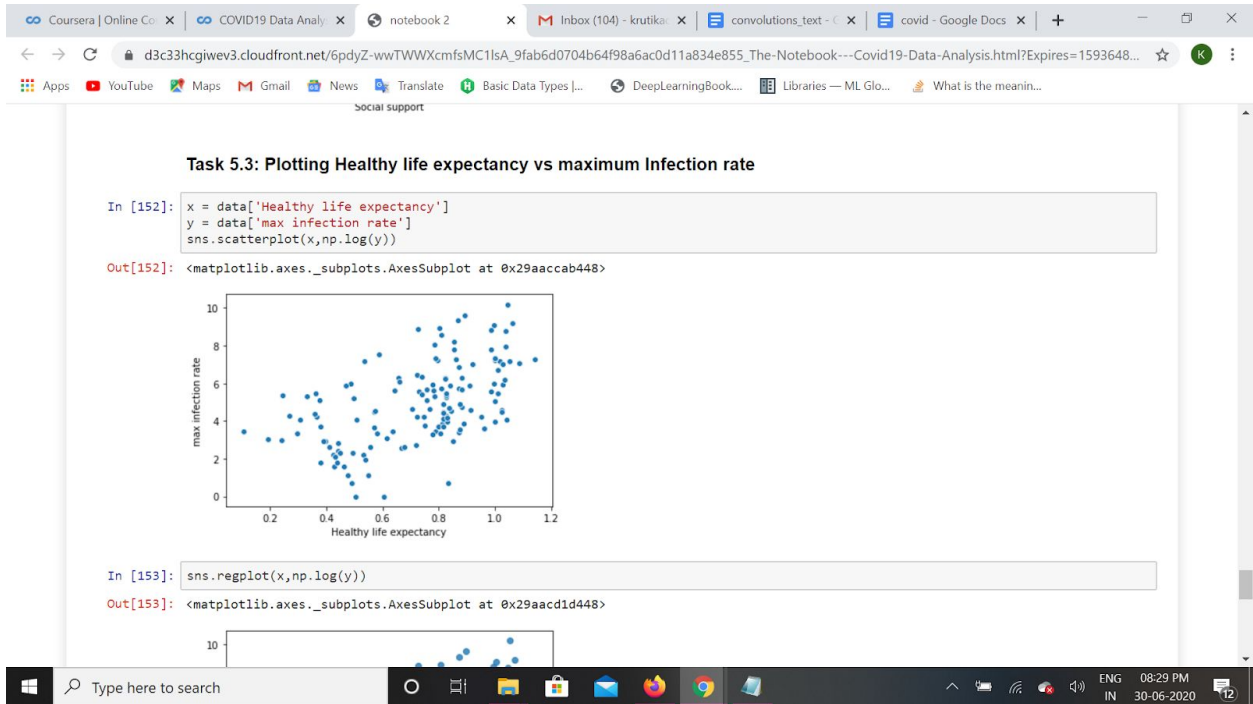 Coursera | Online Co
COVID19 Data Analy
notebook 2
Inbox (104) - krutika
convolutions_text - G
covid - Google Docs
d3c33hcgiwev3.cloudfront.net/6pdyZ-wwTWWXcmfsMC1lsA_9fab6d0704b64f98a6ac0d11a834e855_The-Notebook---Covid19-Data-Analysis.html?Expires=1593648...
K
Apps YouTube Maps Gmail News Translate Basic Data Types |... DeepLearningBook.... Libraries — ML Glo... What is the meanin...
Social support
Task 5.3: Plotting Healthy life expectancy vs maximum Infection rate
In [152]: x = data['Healthy life expectancy']
y = data['max infection rate']
sns.scatterplot(x,np.log(y))
Out[152]: <matplotlib.axes._subplots.AxesSubplot at 0x29aaccab448>
10
8
6
4
2
0
max infection rate
0.2 0.4 0.6 0.8 1.0 1.2
Healthy life expectancy
In [153]: sns.regplot(x,np.log(y))
Out[153]: <matplotlib.axes._subplots.AxesSubplot at 0x29aacd1d448>
10
Type here to search
ENG
IN
08:29 PM
30-06-2020
12